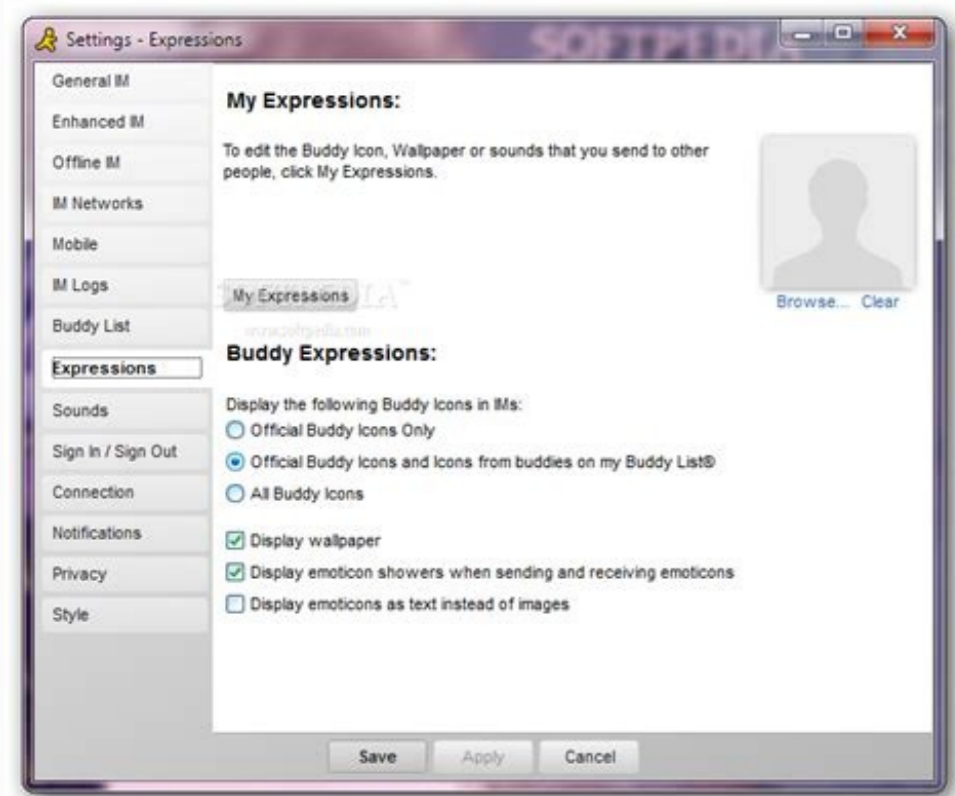 Settings - Expressions
SOFTPEDIA
General IM
Enhanced IM
Offline IM
IM Networks
Mobile
IM Logs
Buddy List
Expressions
Sounds
Sign In / Sign Out
Connection
Notifications
Privacy
Style
My Expressions:
To edit the Buddy Icon, Wallpaper or sounds that you send to other
people, click My Expressions.
My Expressions
www.softpedia.com
Browse... Clear
Buddy Expressions:
Display the following Buddy Icons in IMs:
Official Buddy Icons Only
Official Buddy Icons and Icons from buddies on my Buddy List®
All Buddy Icons
Display wallpaper
Display emoticon showers when sending and receiving emoticons
Display emoticons as text instead of images
Save Apply Cancel